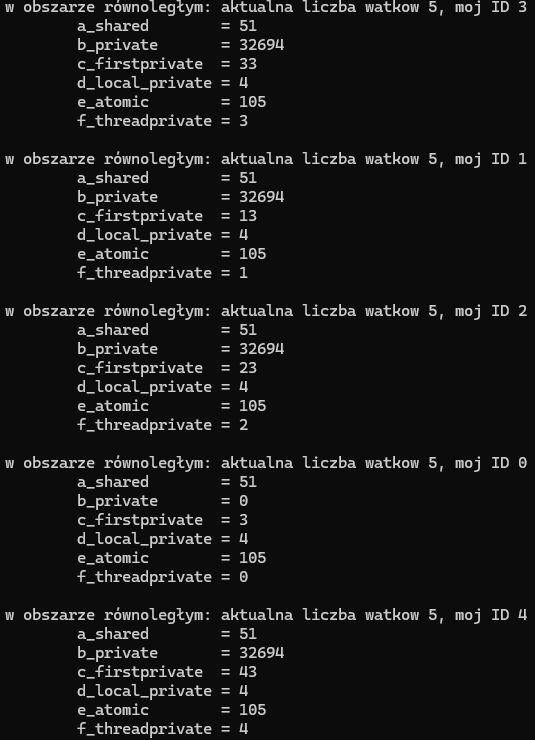 w obszarze równoległym: aktualna liczba watkow 5, moj ID 3
a_shared = 51
b_private = 32694
c_firstprivate = 33
d_local_private = 4
e_atomic = 105
f_threadprivate = 3
w obszarze równoległym: aktualna liczba watkow 5, moj ID 1
a_shared = 51
b_private = 32694
c_firstprivate = 13
d_local_private = 4
e_atomic = 105
f_threadprivate = 1
w obszarze równoległym: aktualna liczba watkow 5, moj ID 2
a_shared = 51
b_private = 32694
c_firstprivate = 23
d_local_private = 4
e_atomic = 105
f_threadprivate = 2
w obszarze równoległym: aktualna liczba watkow 5, moj ID 0
a_shared = 51
b_private = 0
c_firstprivate = 3
d_local_private = 4
e_atomic = 105
f_threadprivate = 0
w obszarze równoległym: aktualna liczba watkow 5, moj ID 4
a_shared = 51
b_private = 32694
c_firstprivate = 43
d_local_private = 4
e_atomic = 105
f_threadprivate = 4